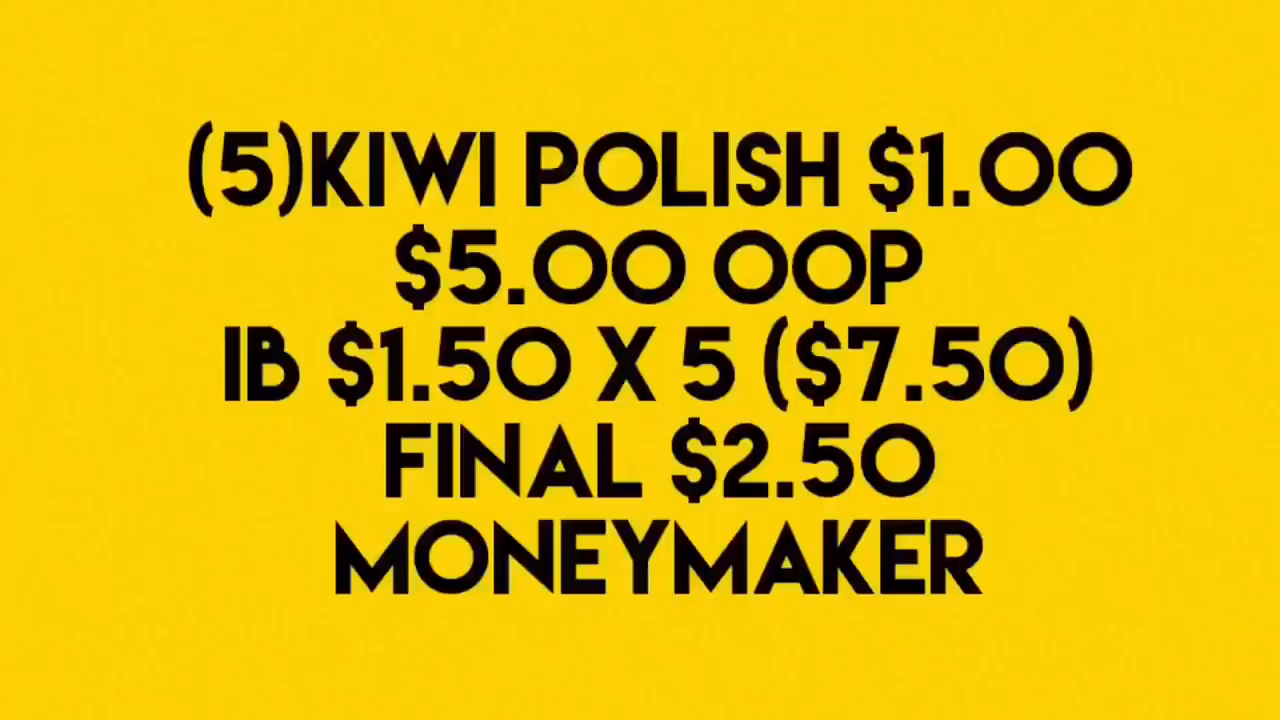 (5)KIWI POLISH $1.00
$5.00 OOP
IB $1.50 X 5 ($7.50)
FINAL $2.50
MONEYMAKER